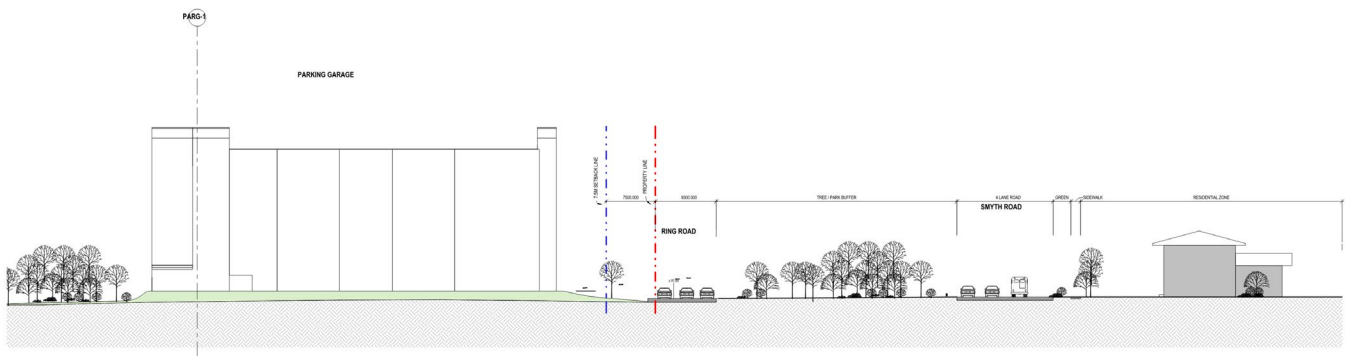 PARG-1
PARKING GARAGE
7.5M SETBACK LINE
7500.000
PROPERTY LINE
9300.000
RING ROAD
TREE / PARK BUFFER
4 LANE ROAD
SMYTH ROAD
GREEN
SIDEWALK
RESIDENTIAL ZONE